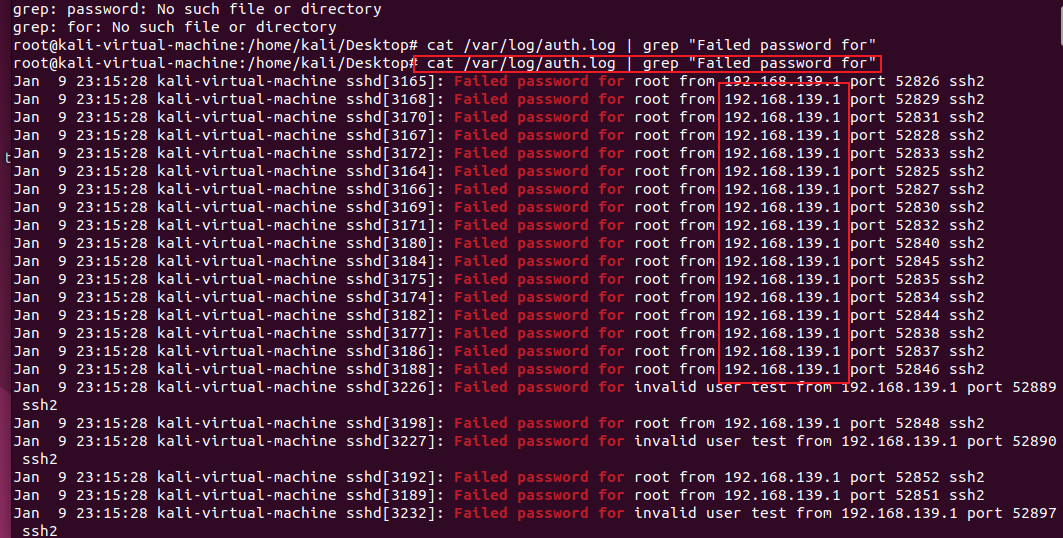 grep: password: No such file or directory
grep: for: No such file or directory
root@kali-virtual-machine:/home/kali/Desktop# cat /var/log/auth.log | grep "Failed password for"
root@kali-virtual-machine:/home/kali/Desktop# cat /var/log/auth.log | grep "Failed password for"
Jan  9 23:15:28 kali-virtual-machine sshd[3165]: Failed password for root from 192.168.139.1 port 52826 ssh2
Jan  9 23:15:28 kali-virtual-machine sshd[3168]: Failed password for root from 192.168.139.1 port 52829 ssh2
Jan  9 23:15:28 kali-virtual-machine sshd[3170]: Failed password for root from 192.168.139.1 port 52831 ssh2
Jan  9 23:15:28 kali-virtual-machine sshd[3167]: Failed password for root from 192.168.139.1 port 52828 ssh2
Jan  9 23:15:28 kali-virtual-machine sshd[3172]: Failed password for root from 192.168.139.1 port 52833 ssh2
Jan  9 23:15:28 kali-virtual-machine sshd[3164]: Failed password for root from 192.168.139.1 port 52825 ssh2
Jan  9 23:15:28 kali-virtual-machine sshd[3166]: Failed password for root from 192.168.139.1 port 52827 ssh2
Jan  9 23:15:28 kali-virtual-machine sshd[3169]: Failed password for root from 192.168.139.1 port 52830 ssh2
Jan  9 23:15:28 kali-virtual-machine sshd[3171]: Failed password for root from 192.168.139.1 port 52832 ssh2
Jan  9 23:15:28 kali-virtual-machine sshd[3180]: Failed password for root from 192.168.139.1 port 52840 ssh2
Jan  9 23:15:28 kali-virtual-machine sshd[3184]: Failed password for root from 192.168.139.1 port 52845 ssh2
Jan  9 23:15:28 kali-virtual-machine sshd[3175]: Failed password for root from 192.168.139.1 port 52835 ssh2
Jan  9 23:15:28 kali-virtual-machine sshd[3174]: Failed password for root from 192.168.139.1 port 52834 ssh2
Jan  9 23:15:28 kali-virtual-machine sshd[3182]: Failed password for root from 192.168.139.1 port 52844 ssh2
Jan  9 23:15:28 kali-virtual-machine sshd[3177]: Failed password for root from 192.168.139.1 port 52838 ssh2
Jan  9 23:15:28 kali-virtual-machine sshd[3186]: Failed password for root from 192.168.139.1 port 52837 ssh2
Jan  9 23:15:28 kali-virtual-machine sshd[3188]: Failed password for root from 192.168.139.1 port 52846 ssh2
Jan  9 23:15:28 kali-virtual-machine sshd[3226]: Failed password for invalid user test from 192.168.139.1 port 52889
 ssh2
Jan  9 23:15:28 kali-virtual-machine sshd[3198]: Failed password for root from 192.168.139.1 port 52848 ssh2
Jan  9 23:15:28 kali-virtual-machine sshd[3227]: Failed password for invalid user test from 192.168.139.1 port 52890
 ssh2
Jan  9 23:15:28 kali-virtual-machine sshd[3192]: Failed password for root from 192.168.139.1 port 52852 ssh2
Jan  9 23:15:28 kali-virtual-machine sshd[3189]: Failed password for root from 192.168.139.1 port 52851 ssh2
Jan  9 23:15:28 kali-virtual-machine sshd[3232]: Failed password for invalid user test from 192.168.139.1 port 52897
 ssh2